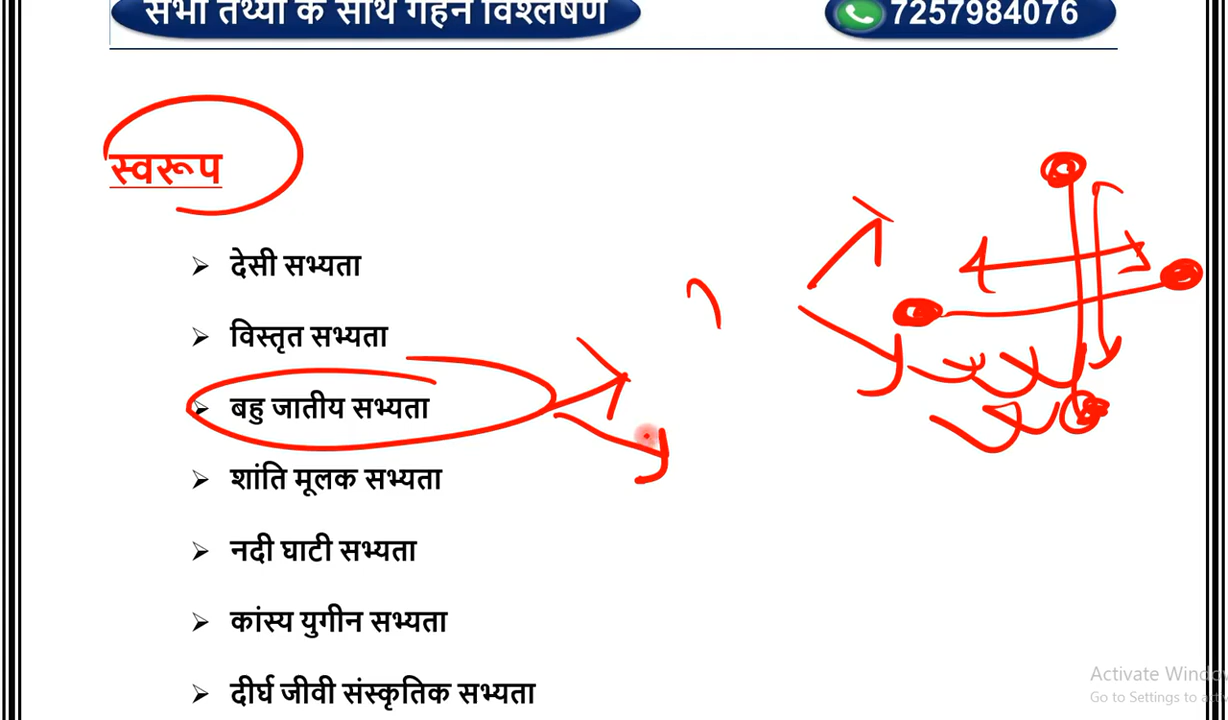 सभी तथ्यों के साथ गहन विश्लेषण
7257984076
स्वरूप
➢ देसी सभ्यता
➢ विस्तृत सभ्यता
➢ बहु जातीय सभ्यता
➢ शांति मूलक सभ्यता
➢ नदी घाटी सभ्यता
➢ कांस्य युगीन सभ्यता
➢ दीर्घ जीवी संस्कृतिक सभ्यता
Activate Windo
Go to Settings to